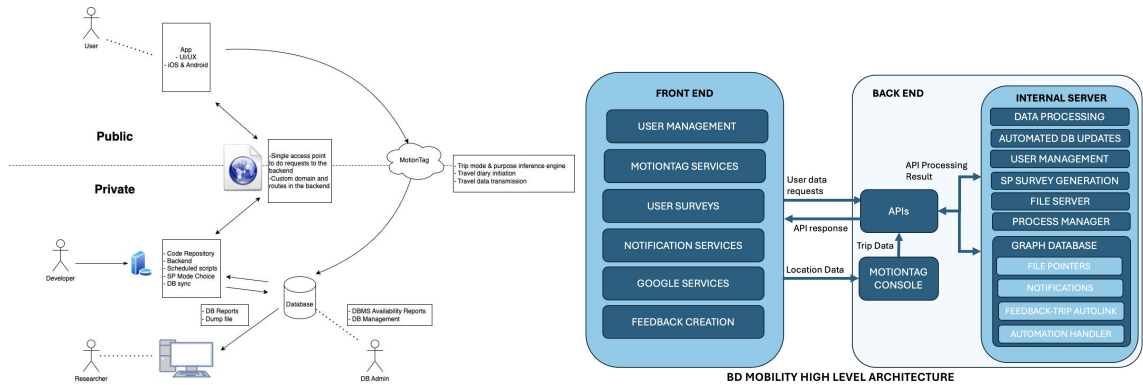 User
App
- UI/UX
- iOS & Android
Public
Private
-Single access point
to do requests to the
backend
-Custom domain and
routes in the backend
MotionTag
- Trip mode & purpose inference engine
- Travel diary initiation
- Travel data transmission
Developer
- Code Repository
- Backend
- Scheduled scripts
- SP Mode Choice
- DB sync
Database
- DB Reports
- Dump file
- DBMS Availability Reports
- DB Management
Researcher
DB Admin
FRONT END
USER MANAGEMENT
MOTIONTAG SERVICES
USER SURVEYS
NOTIFICATION SERVICES
GOOGLE SERVICES
FEEDBACK CREATION
User data
requests
API response
Location Data
BACK END
API Processing
Result
APIs
Trip Data
MOTIONTAG
CONSOLE
INTERNAL SERVER
DATA PROCESSING
AUTOMATED DB UPDATES
USER MANAGEMENT
SP SURVEY GENERATION
FILE SERVER
PROCESS MANAGER
GRAPH DATABASE
FILE POINTERS
NOTIFICATIONS
FEEDBACK-TRIP AUTOLINK
AUTOMATION HANDLER
BD MOBILITY HIGH LEVEL ARCHITECTURE